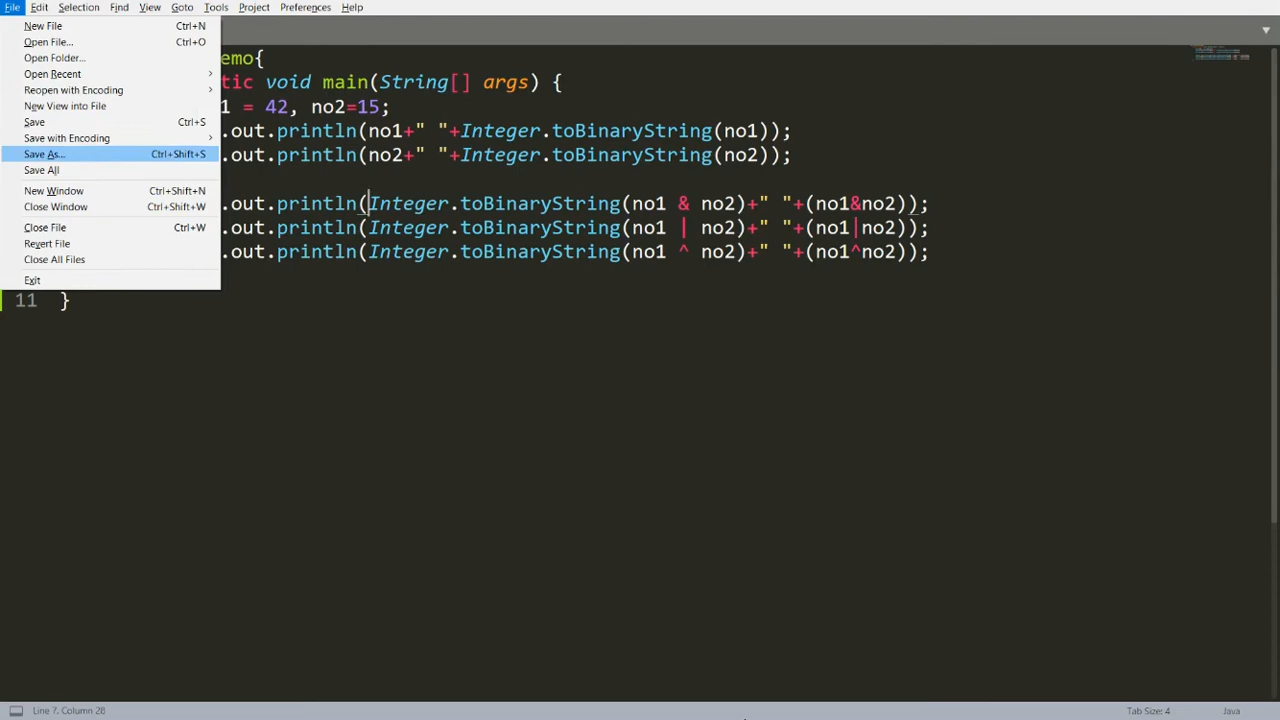 File Edit Selection Find View Goto Tools Project Preferences Help
New File Ctrl+N
Open File... Ctrl+O
Open Folder...
Open Recent
Reopen with Encoding
New View into File
Save Ctrl+S
Save with Encoding
Save As... Ctrl+Shift+S
Save All
New Window Ctrl+Shift+N
Close Window Ctrl+Shift+W
Close File Ctrl+W
Revert File
Close All Files
Exit
emo{
tic void main(String[] args) {
1 = 42, no2=15;
.out.println(no1+" "+Integer.toBinaryString(no1));
.out.println(no2+" "+Integer.toBinaryString(no2));
.out.println(Integer.toBinaryString(no1 & no2)+" "+(no1&no2));
.out.println(Integer.toBinaryString(no1 | no2)+" "+(no1|no2));
.out.println(Integer.toBinaryString(no1 ^ no2)+" "+(no1^no2));
11 }
Line 7, Column 28 Tab Size: 4 Java